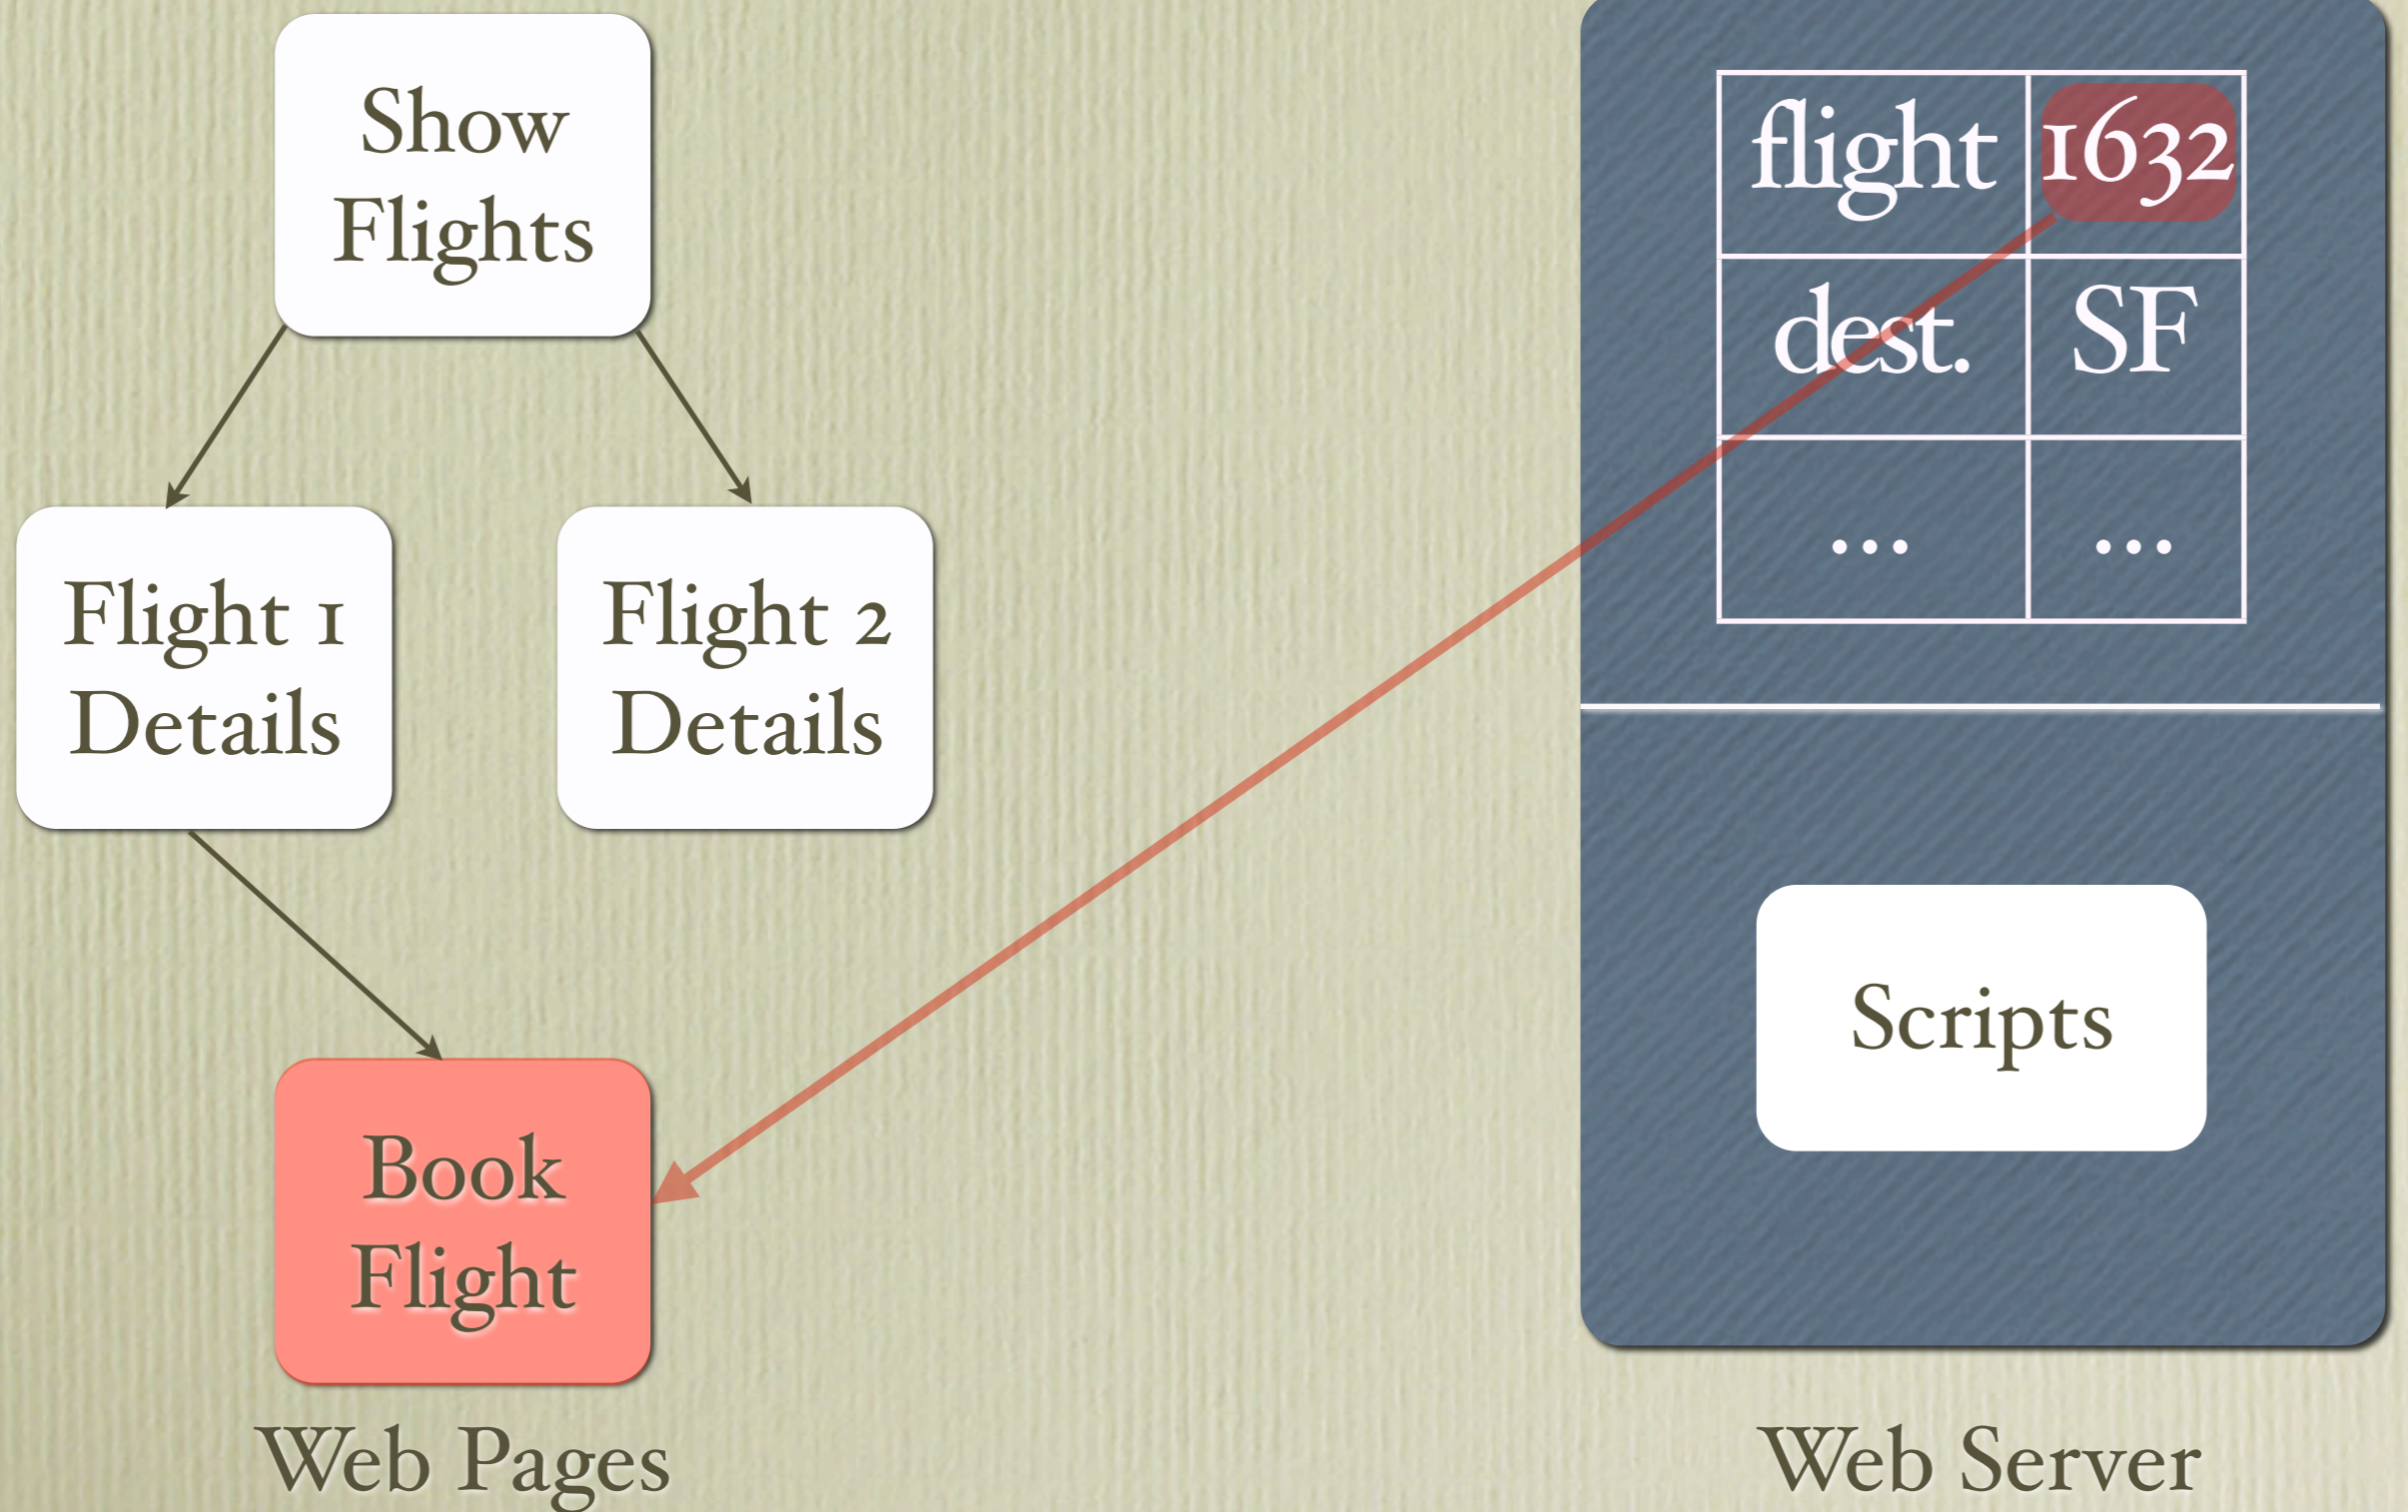 Show
Flights
Flight 1
Details
Flight 2
Details
Book
Flight
Web Pages
flight 1632
dest. SF
... ...
Scripts
Web Server